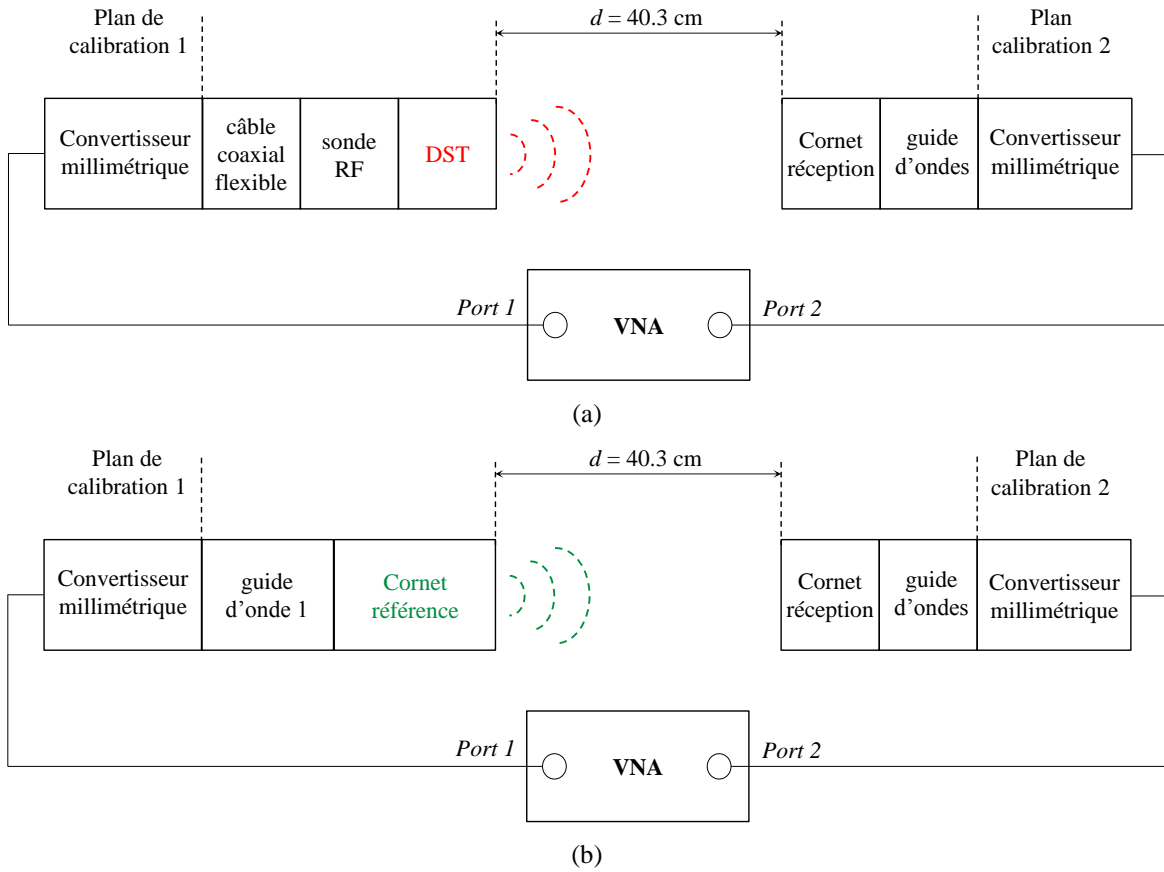 Plan de
calibration 1
d = 40.3 cm
Plan
calibration 2
Convertisseur
millimétrique
câble
coaxial
flexible
sonde
RF
DST
Cornet
réception
guide
d'ondes
Convertisseur
millimétrique
Port 1
VNA
Port 2
(a)
Plan de
calibration 1
d = 40.3 cm
Plan de
calibration 2
Convertisseur
millimétrique
guide
d'onde 1
Cornet
référence
Cornet
réception
guide
d'ondes
Convertisseur
millimétrique
Port 1
VNA
Port 2
(b)